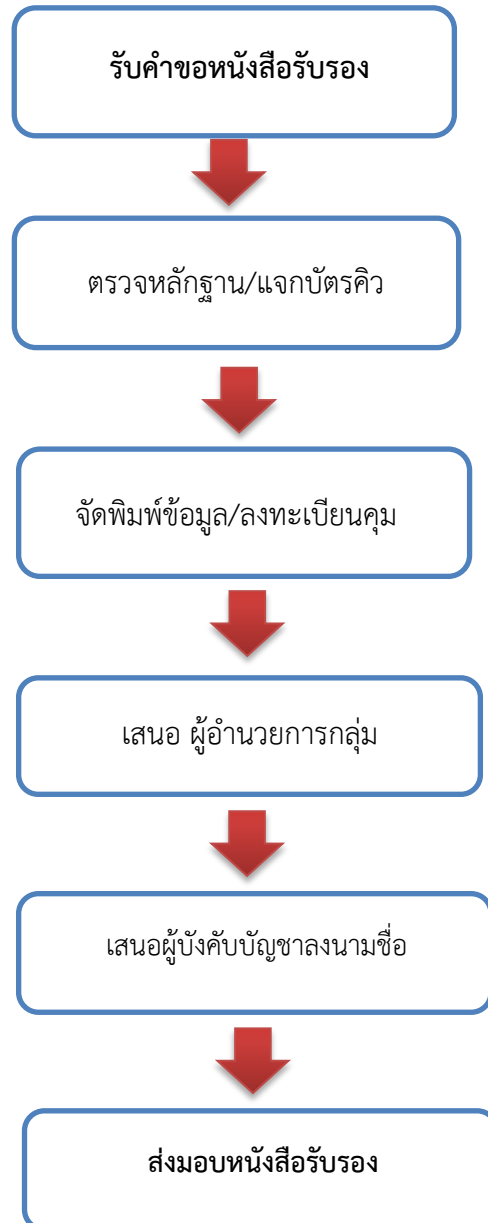 รับคำขอหนังสือรับรอง
ตรวจหลักฐาน/แจกบัตรคิว
จัดพิมพ์ข้อมูล/ลงทะเบียนคุม
เสนอ ผู้อำนวยการกลุ่ม
เสนอผู้บังคับบัญชาลงนามชื่อ
ส่งมอบหนังสือรับรอง